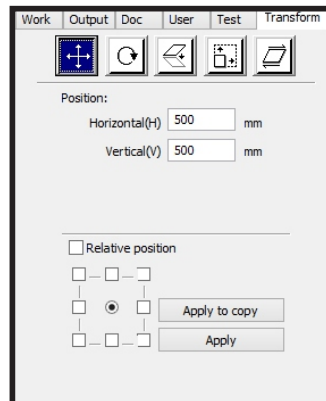 Work Output Doc User Test Transform
Position:
Horizontal(H) 500 mm
Vertical(V) 500 mm
Relative position
Apply to copy
Apply